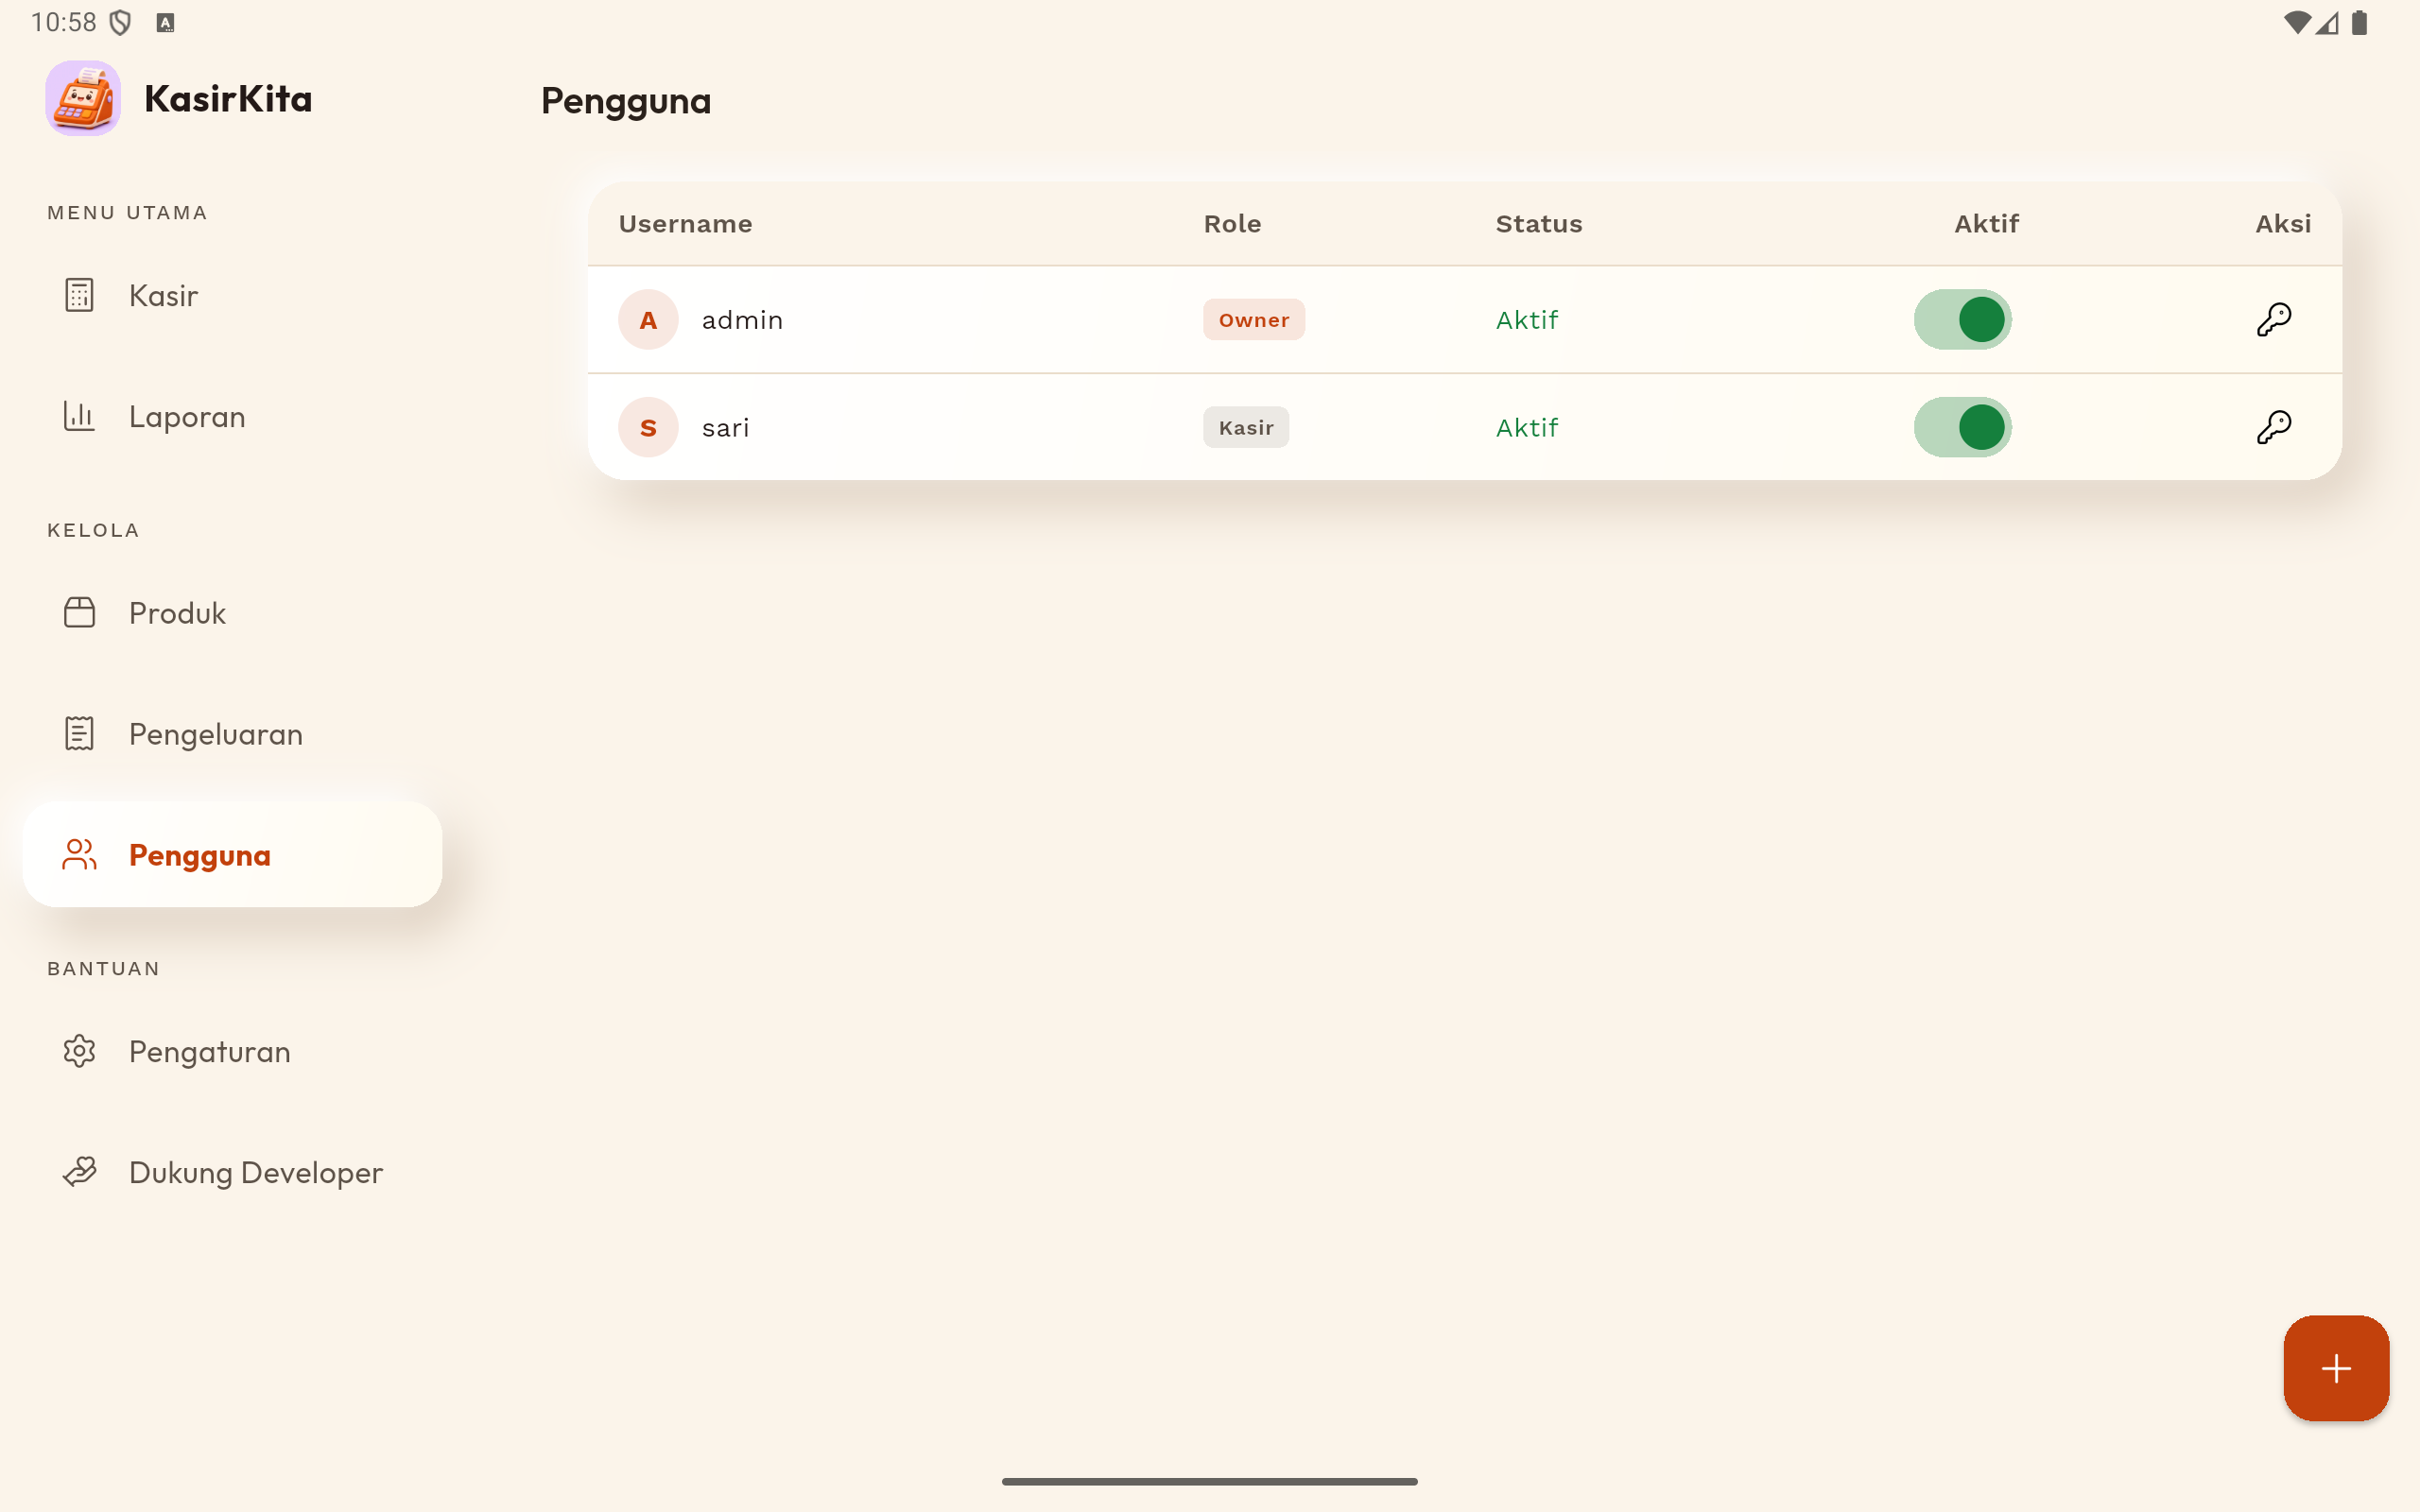 10:58
KasirKita
Pengguna
MENU UTAMA
Kasir
Laporan
KELOLA
Produk
Pengeluaran
Pengguna
BANTUAN
Pengaturan
Dukung Developer
Username Role Status Aktif Aksi
A admin Owner Aktif
S sari Kasir Aktif